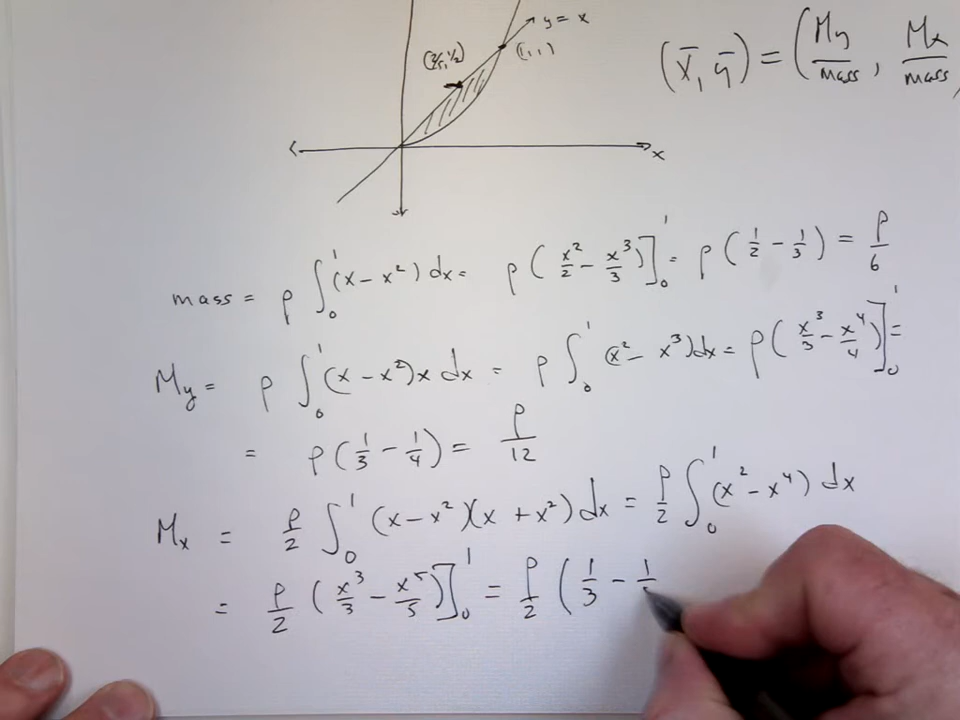 y = x
(1,1)
(x̄, ȳ) = (My/mass, Mx/mass
x
mass = ρ ∫₀¹ (x − x²) dx = ρ ( x²/2 − x³/3 ) ]₀¹ = ρ ( 1/2 − 1/3 ) = ρ/6
My = ρ ∫₀¹ (x − x²) x dx = ρ ∫₀¹ (x² − x³) dx = ρ ( x³/3 − x⁴/4 ) ]₀¹ =
= ρ ( 1/3 − 1/4 ) = ρ/12
Mx = ρ/2 ∫₀¹ (x − x²)(x + x²) dx = ρ/2 ∫₀¹ (x² − x⁴) dx
= ρ/2 ( x³/3 − x⁵/5 ) ]₀¹ = ρ/2 ( 1/3 − 1